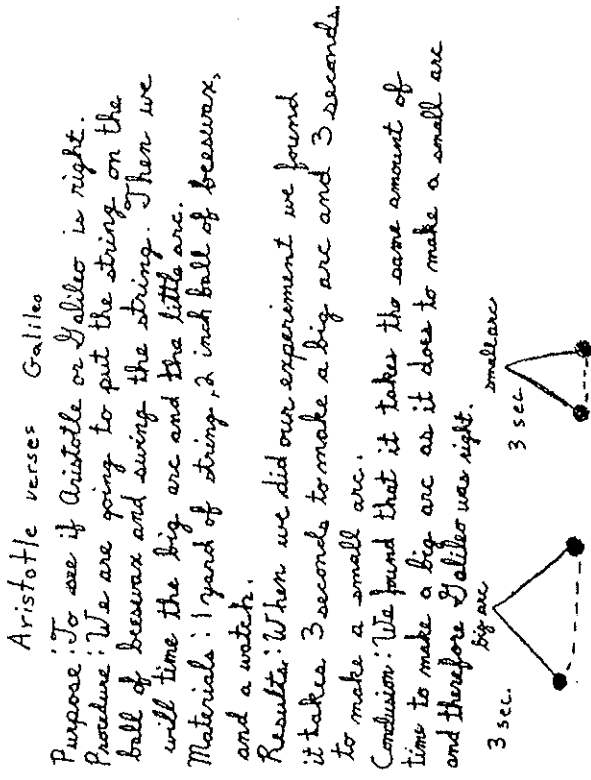 Aristotle verses Galileo
Purpose: To see if Aristotle or Galileo is right.
Procedure: We are going to put the string on the
ball of beeswax and swing the string. Then we
will time the big arc and the little arc.
Materials: 1 yard of string, 2 inch ball of beeswax,
and a watch.
Results: When we did our experiment we found
it takes 3 seconds to make a big arc and 3 seconds
to make a small arc.
Conclusion: We found that it takes the same amount of
time to make a big arc as it does to make a small arc
and therefore Galileo was right.
big arc
3 sec.
small arc
3 sec.